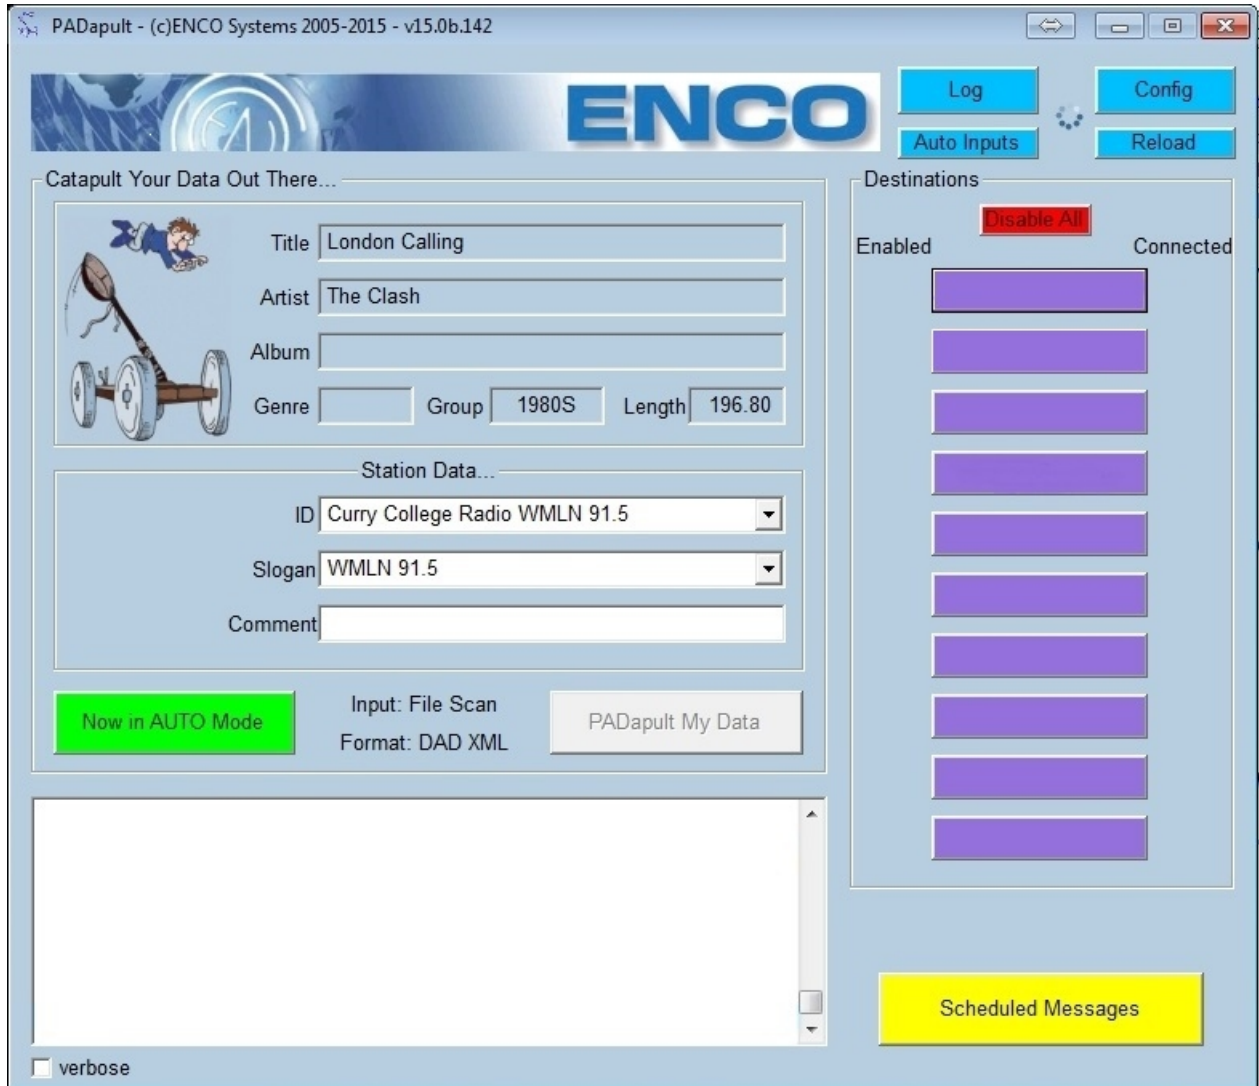 PADapult - (c)ENCO Systems 2005-2015 - v15.0b.142
ENCO
Log
Config
Auto Inputs
Reload
Catapult Your Data Out There...
Title London Calling
Artist The Clash
Album
Genre Group 1980S Length 196.80
Station Data...
ID Curry College Radio WMLN 91.5
Slogan WMLN 91.5
Comment
Now in AUTO Mode
Input: File Scan
Format: DAD XML
PADapult My Data
verbose
Destinations
Disable All
Enabled Connected
Scheduled Messages